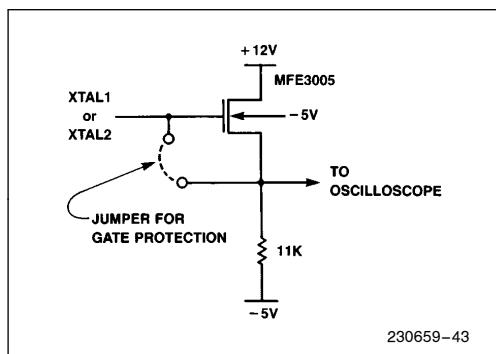 +12V
MFE3005
XTAL1
or
XTAL2
-5V
TO
OSCILLOSCOPE
JUMPER FOR
GATE PROTECTION
11K
-5V
230659-43